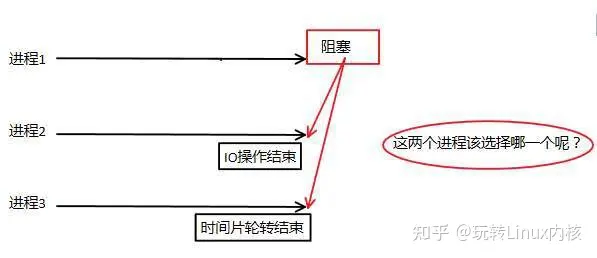 进程1
阻塞
进程2
IO操作结束
这两个进程该选择哪一个呢？
进程3
时间片轮转结束
知乎 @玩转Linux内核